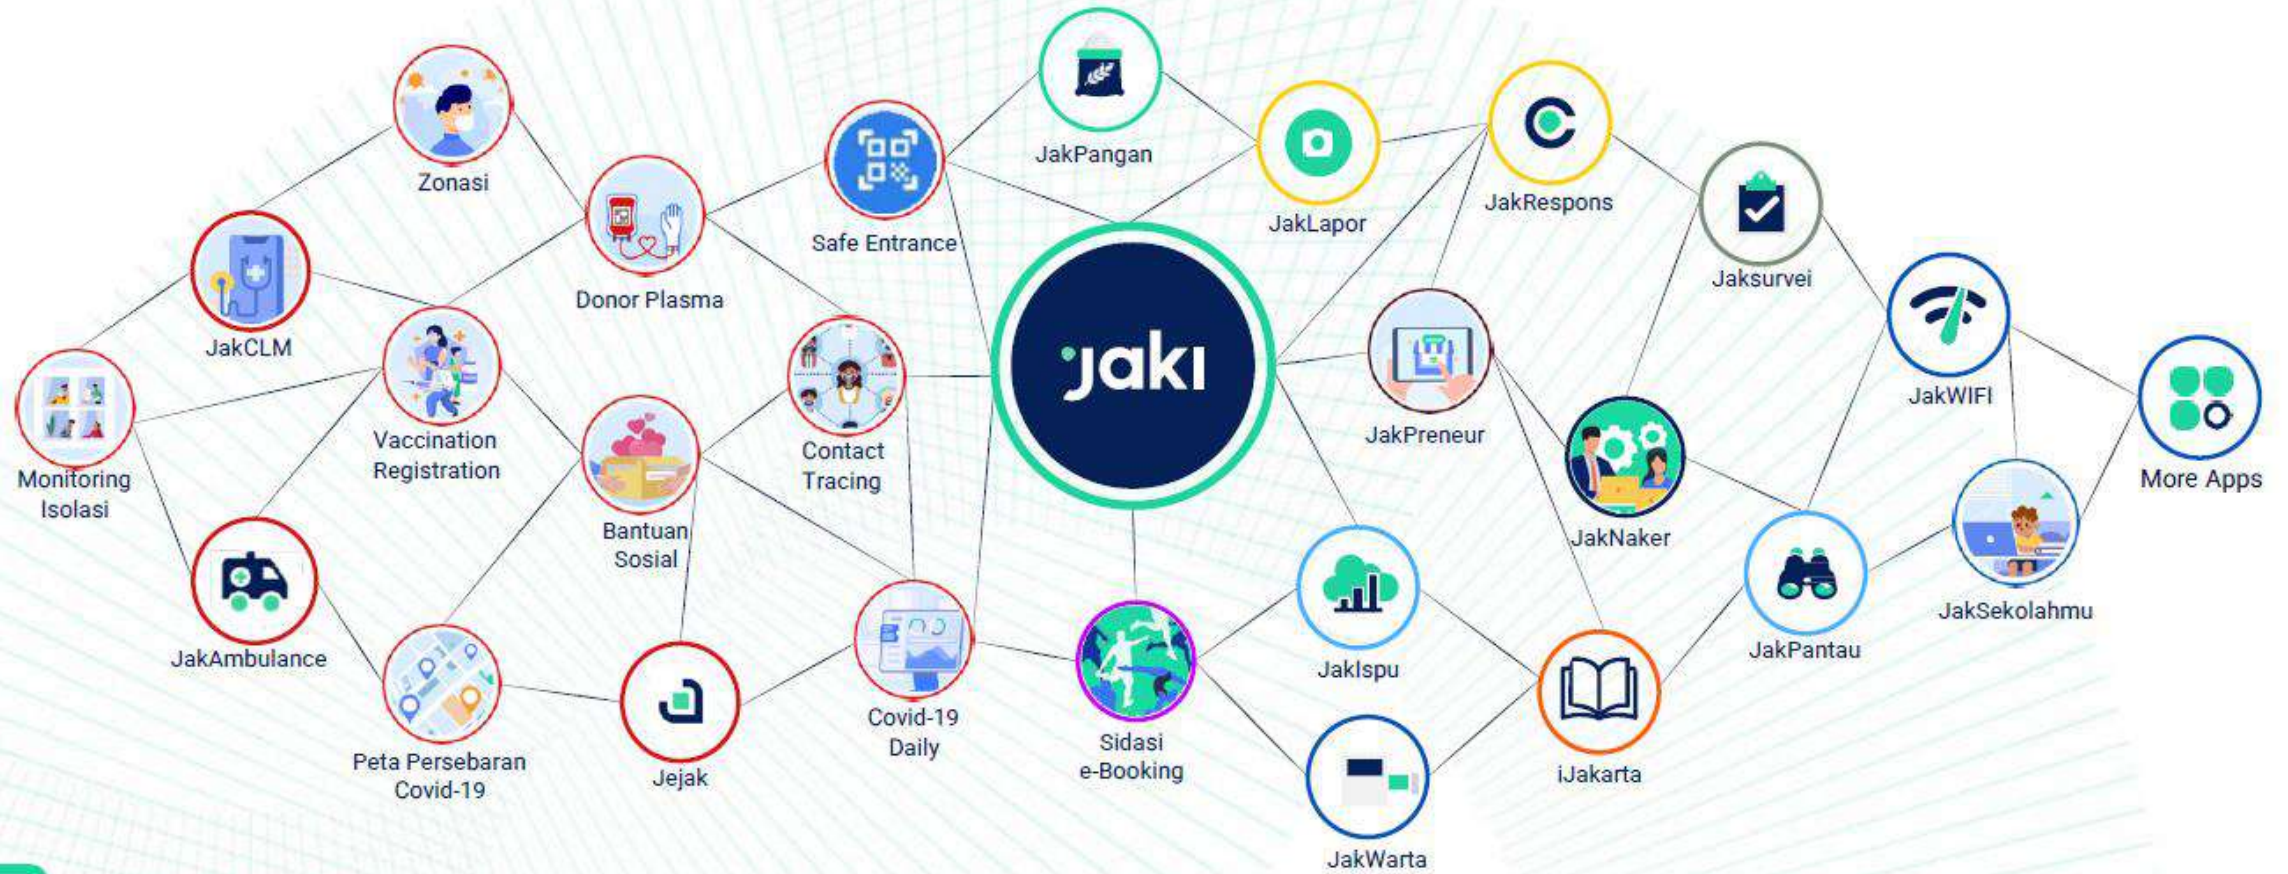 Zonasi
JakPangan
JakLapor
JakRespons
Safe Entrance
Donor Plasma
Jaksurvei
JakCLM
jaki
JakWIFI
Vaccination
Registration
Contact
Tracing
JakPreneur
Monitoring
Isolasi
More Apps
Bantuan
Sosial
JakNaker
JakSekolahmu
JakAmbulance
JakIspu
JakPantau
Peta Persebaran
Covid-19
Jejak
Covid-19
Daily
Sidasi
e-Booking
iJakarta
JakWarta